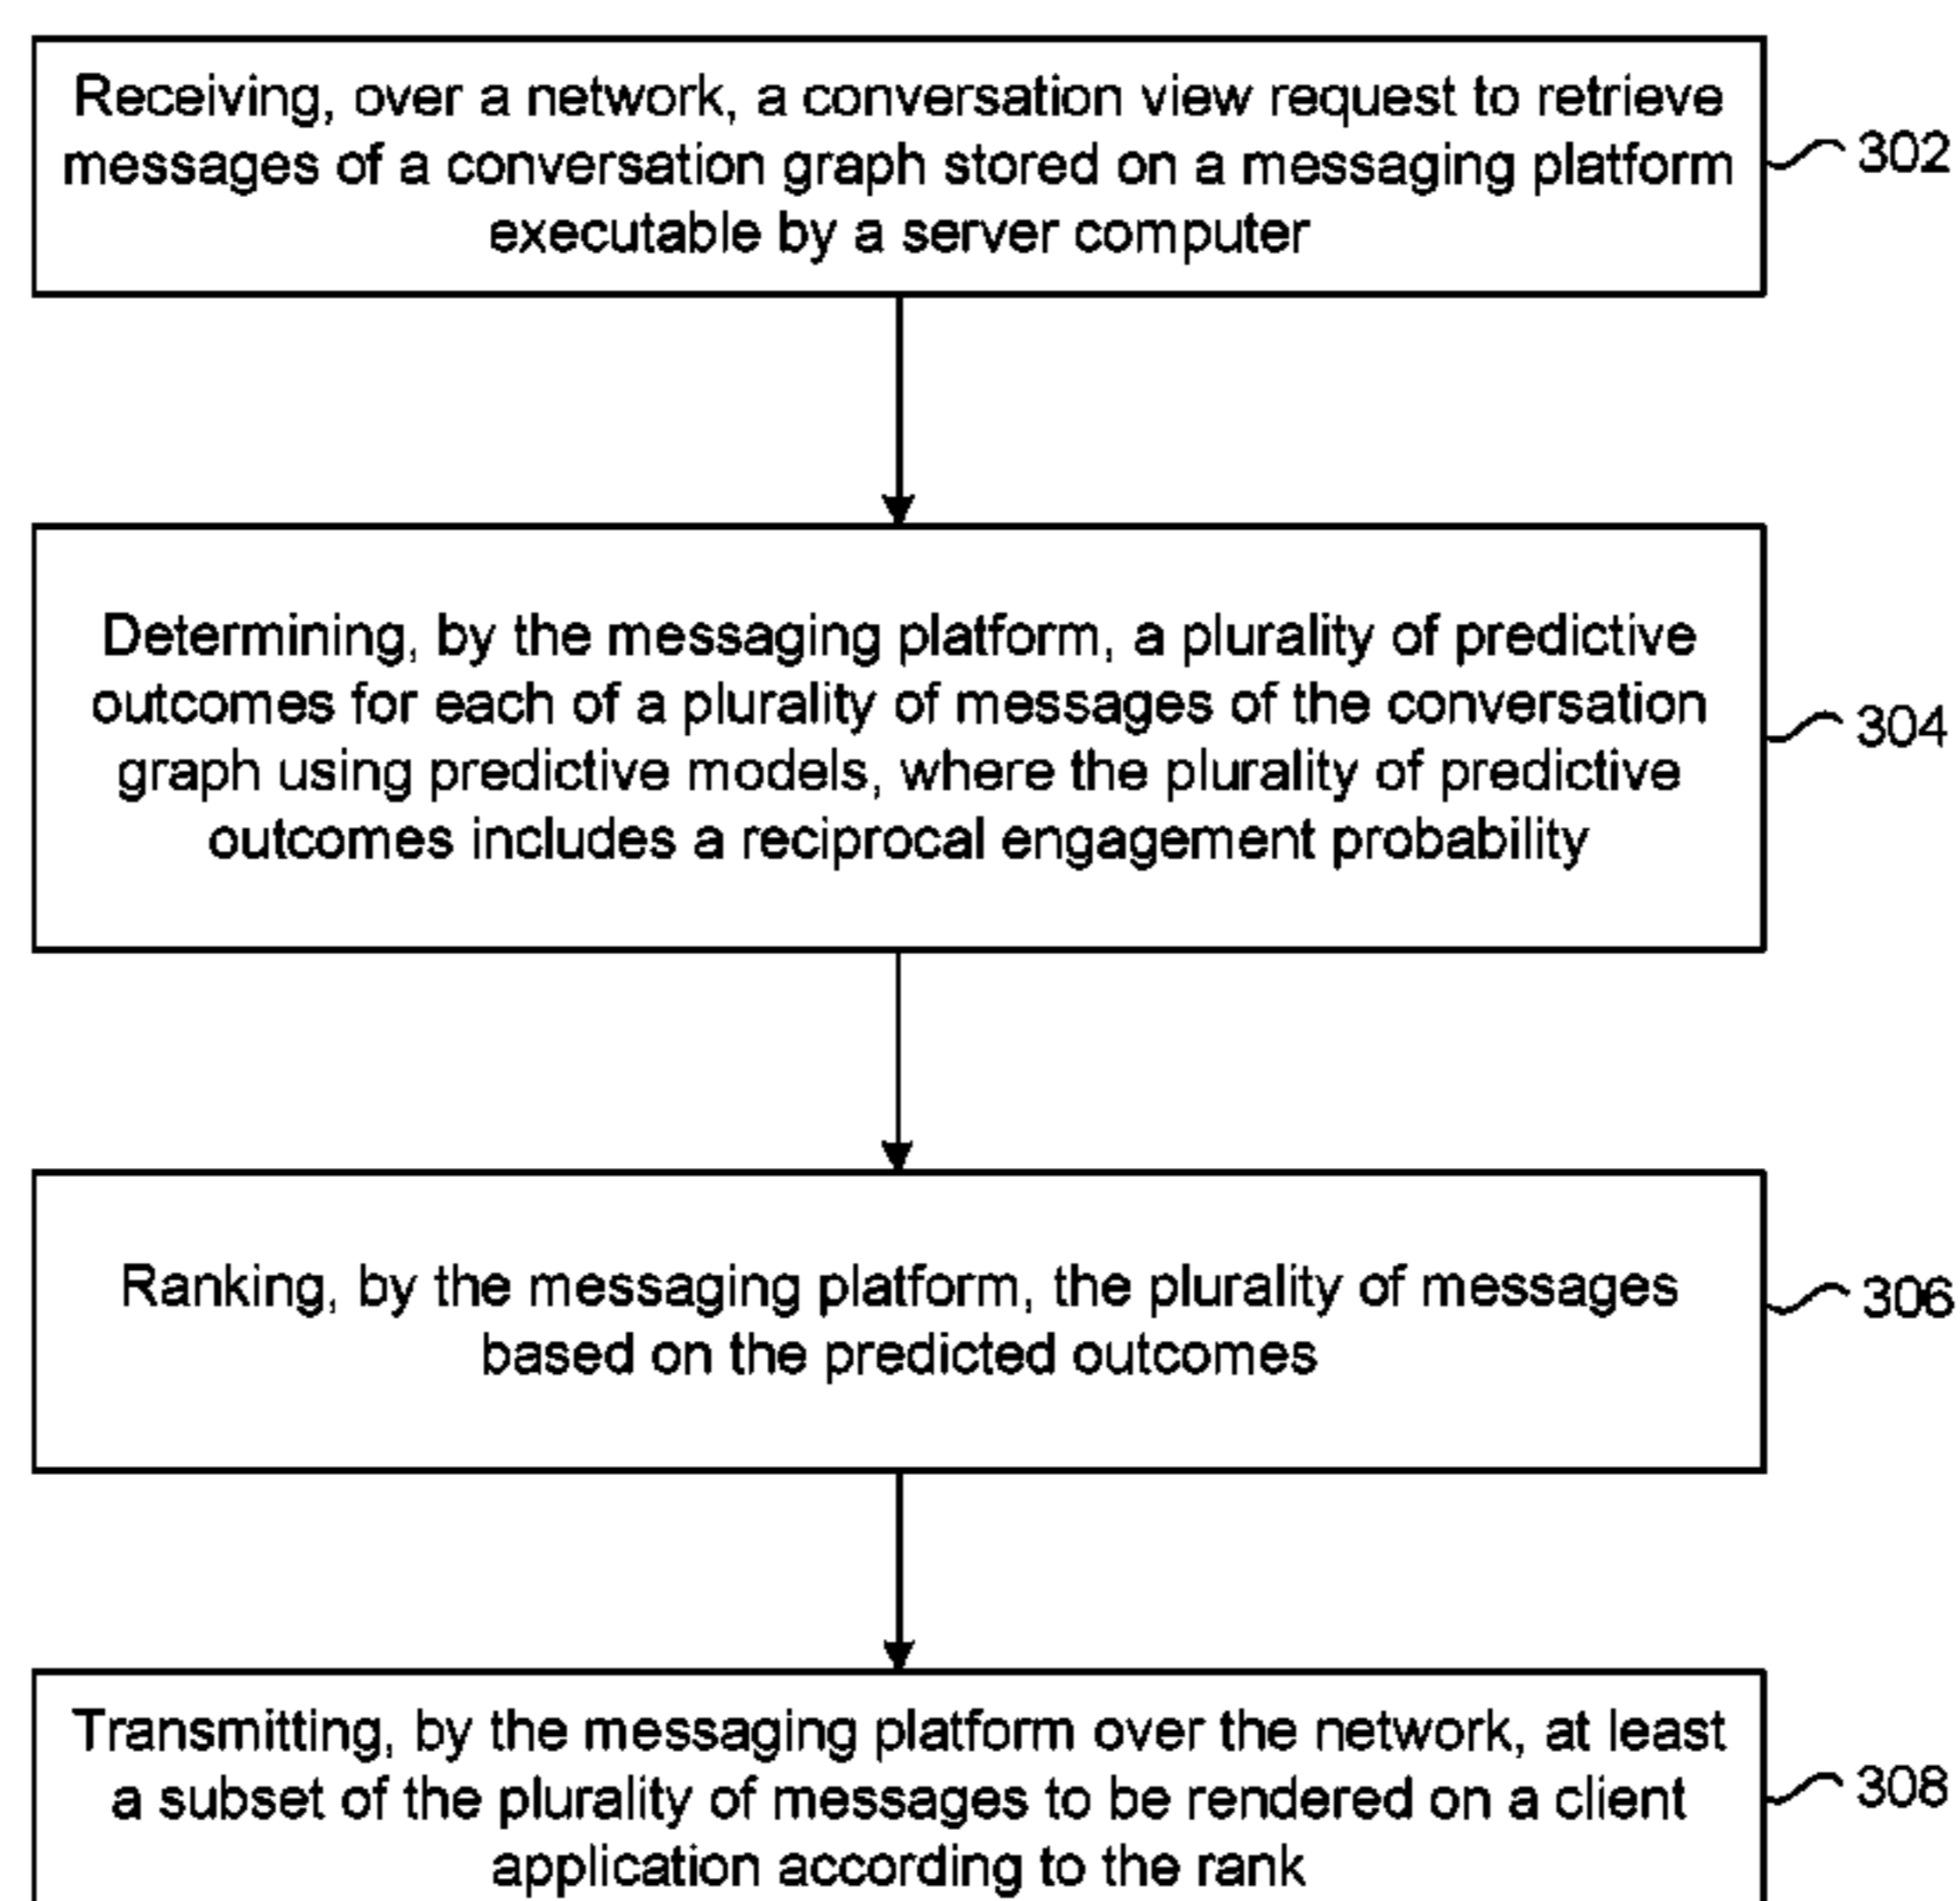 Receiving, over a network, a conversation view request to retrieve
messages of a conversation graph stored on a messaging platform
executable by a server computer
302
Determining, by the messaging platform, a plurality of predictive
outcomes for each of a plurality of messages of the conversation
graph using predictive models, where the plurality of predictive
outcomes includes a reciprocal engagement probability
304
Ranking, by the messaging platform, the plurality of messages
based on the predicted outcomes
306
Transmitting, by the messaging platform over the network, at least
a subset of the plurality of messages to be rendered on a client
application according to the rank
308